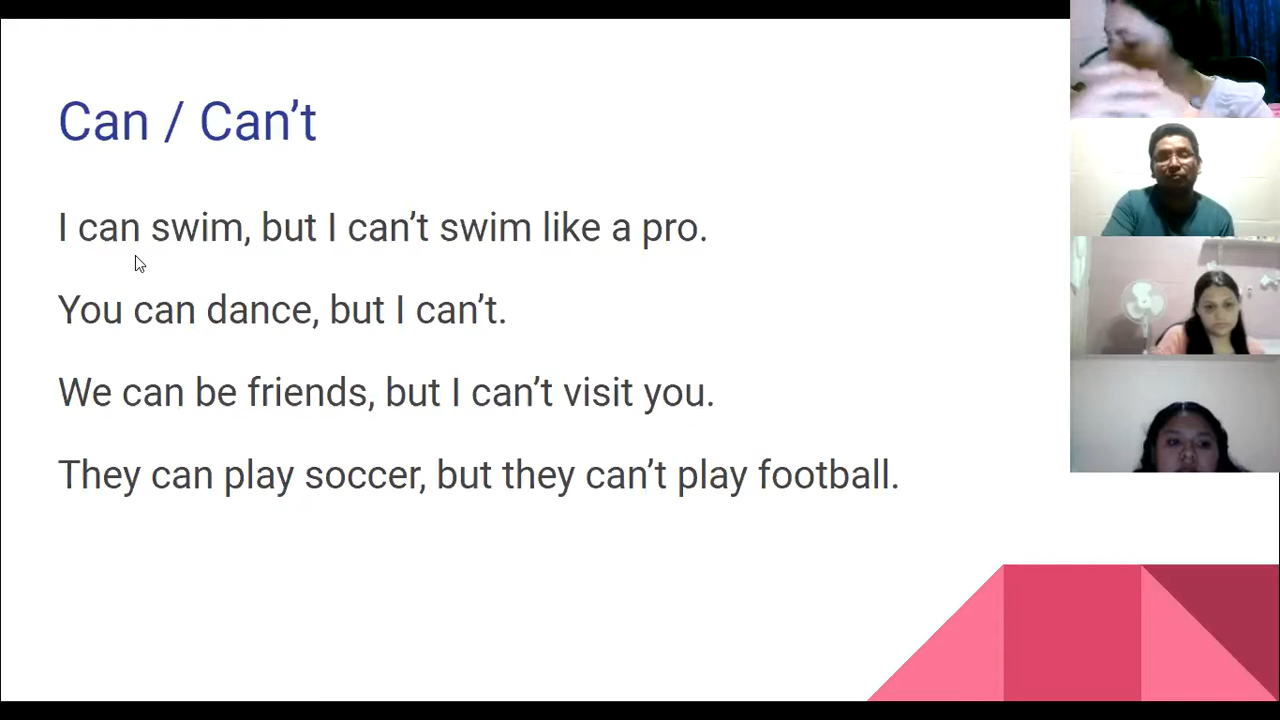 Can / Can’t
I can swim, but I can’t swim like a pro.
You can dance, but I can’t.
We can be friends, but I can’t visit you.
They can play soccer, but they can’t play football.